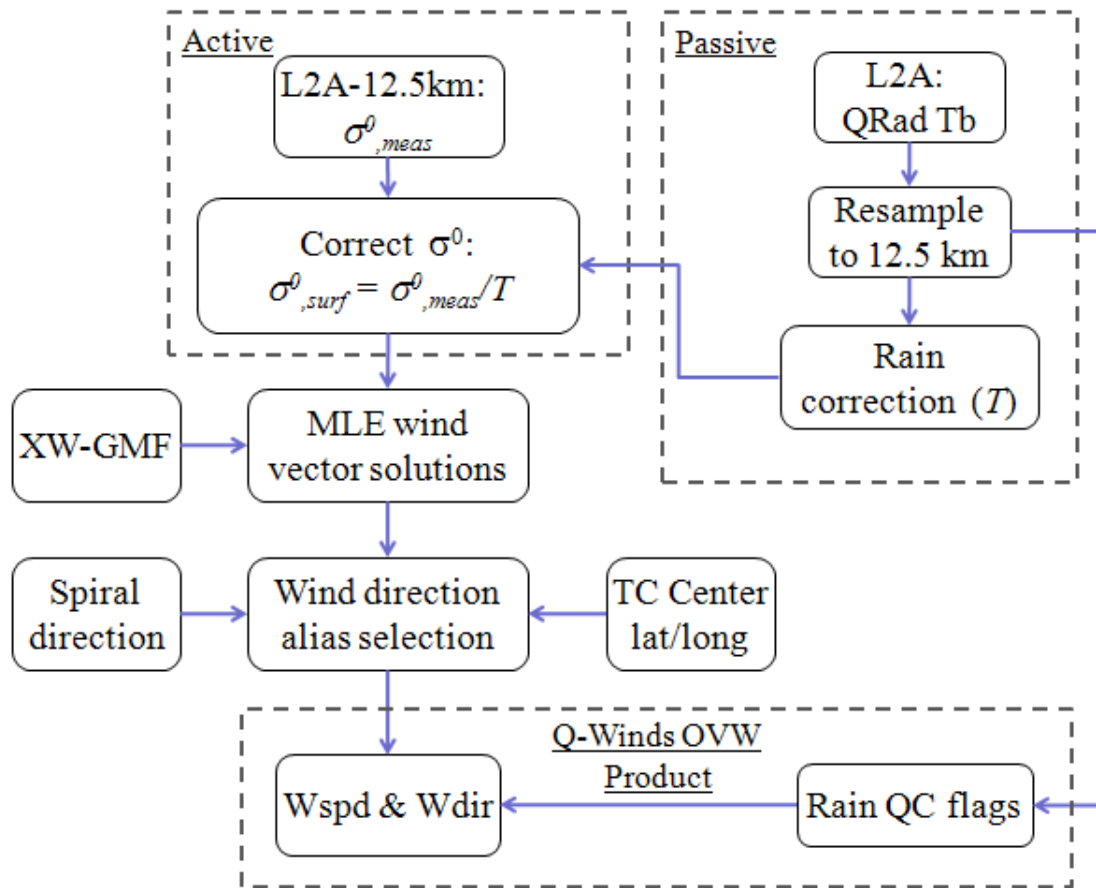 Active
L2A-12.5km:
σ⁰,meas
Correct σ⁰:
σ⁰,surf = σ⁰,meas/T
Passive
L2A:
QRad Tb
Resample
to 12.5 km
Rain
correction (T)
XW-GMF
MLE wind
vector solutions
Spiral
direction
Wind direction
alias selection
TC Center
lat/long
Q-Winds OVW
Product
Wspd & Wdir
Rain QC flags